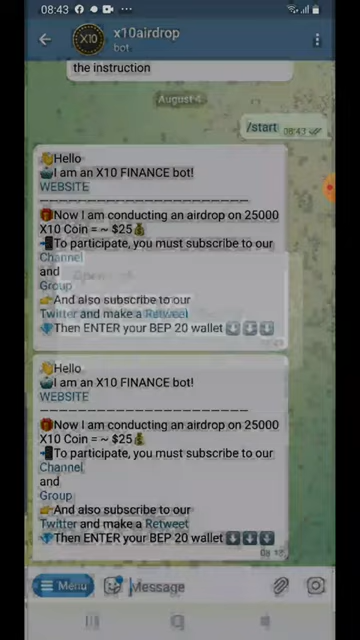 08:43
X10
x10airdrop
bot
the instruction
August 4
/start 08:43
👋Hello
🤖I am an X10 FINANCE bot!
WEBSITE
————————————————————
🎁Now I am conducting an airdrop on 25000
X10 Coin = ~ $25💰
📲To participate, you must subscribe to our
Channel
and
Group
👉And also subscribe to our
Twitter and make a Retweet
💎Then ENTER your BEP 20 wallet ⬇️⬇️⬇️
👋Hello
🤖I am an X10 FINANCE bot!
WEBSITE
————————————————————
🎁Now I am conducting an airdrop on 25000
X10 Coin = ~ $25💰
📲To participate, you must subscribe to our
Channel
and
Group
👉And also subscribe to our
Twitter and make a Retweet
💎Then ENTER your BEP 20 wallet ⬇️⬇️⬇️
Menu
Message